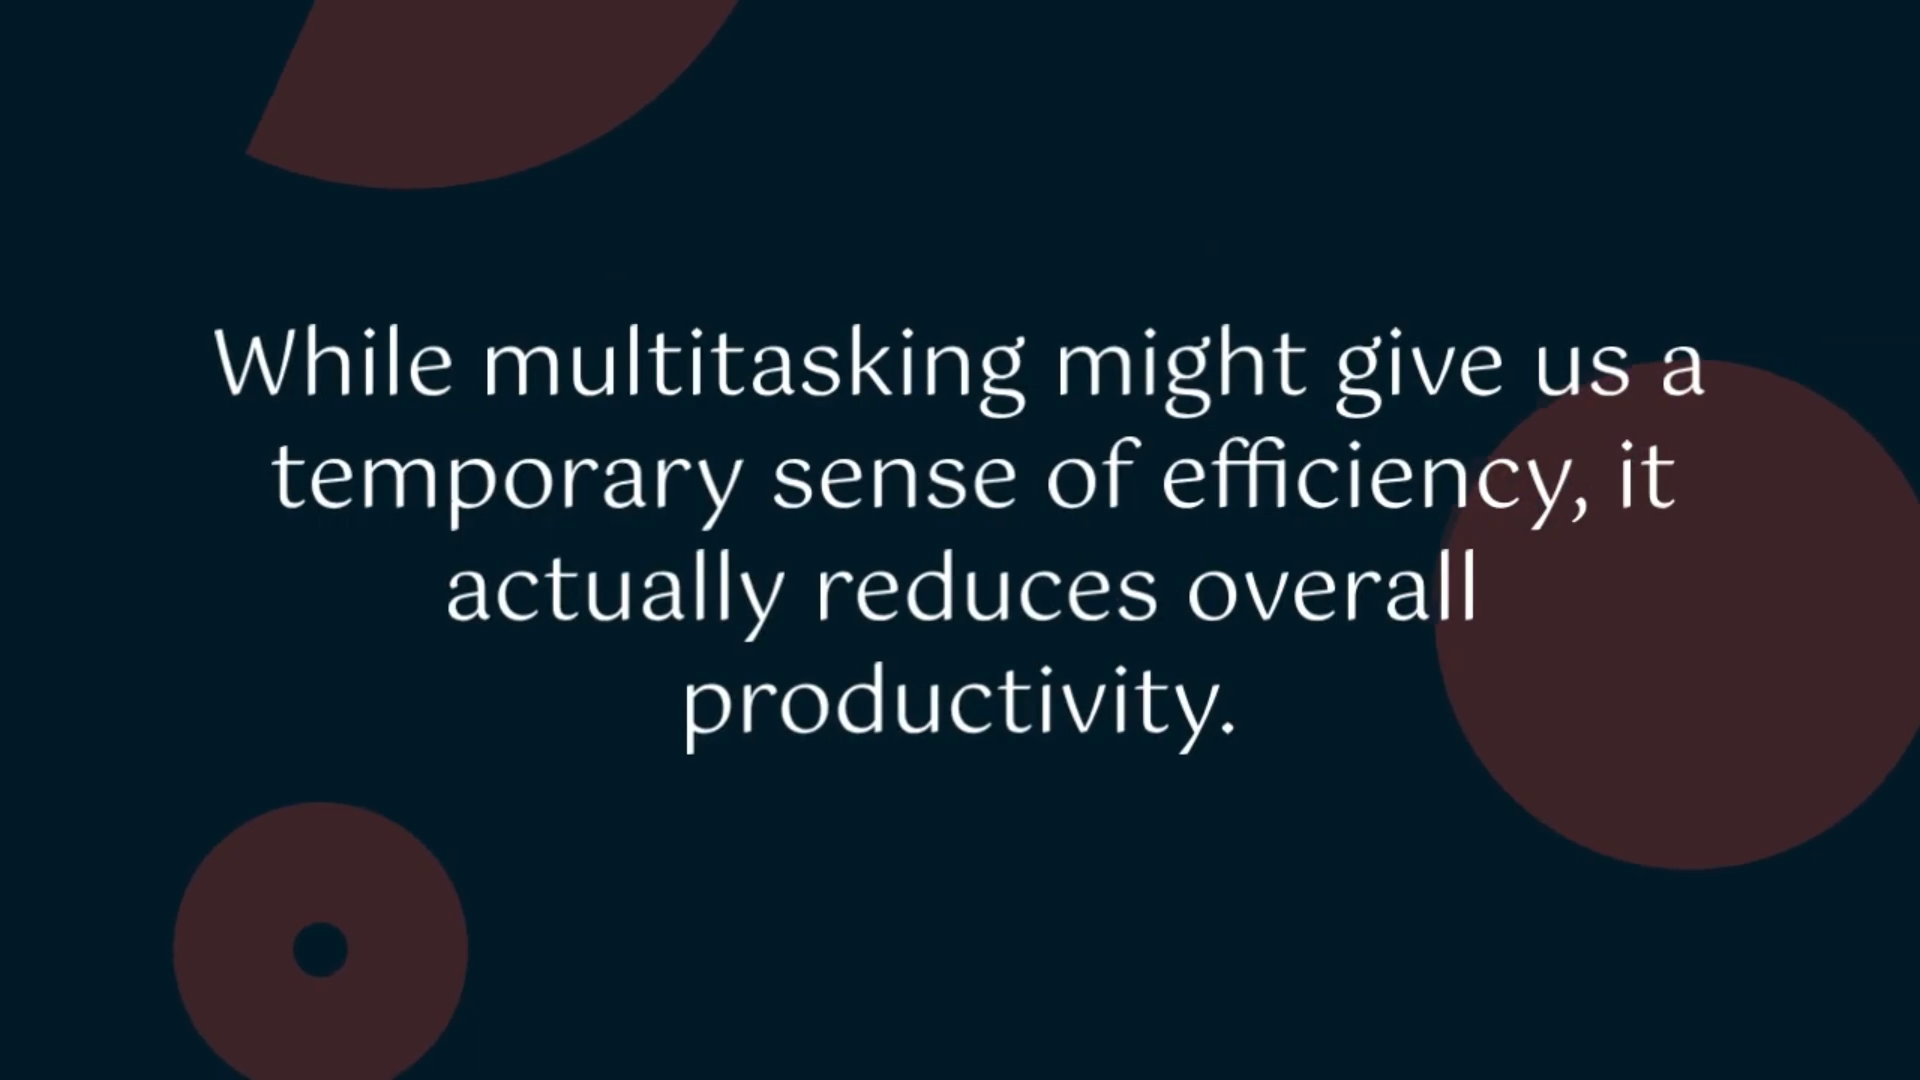 While multitasking might give us a
temporary sense of efficiency, it
actually reduces overall
productivity.